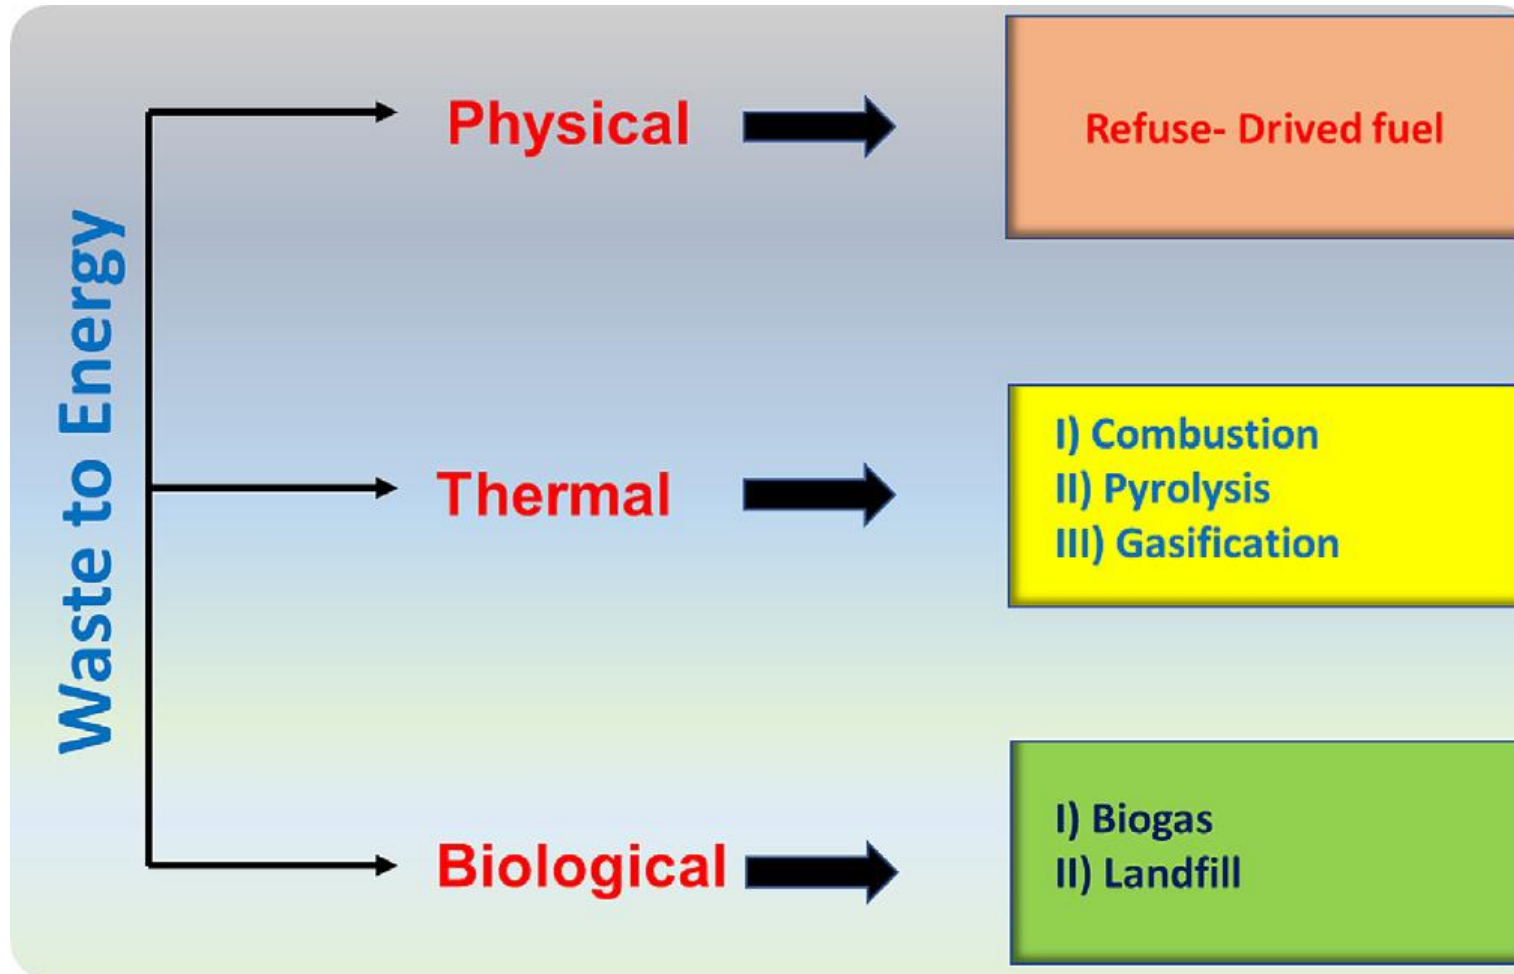 Waste to Energy
Physical
Refuse- Drived fuel
Thermal
I) Combustion
II) Pyrolysis
III) Gasification
Biological
I) Biogas
II) Landfill